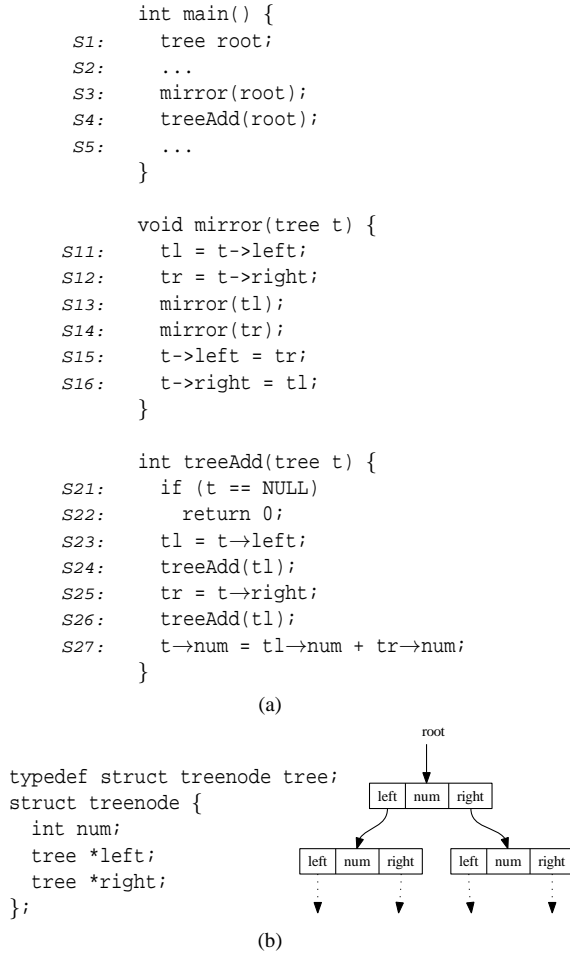 int main() {
S1: tree root;
S2: ...
S3: mirror(root);
S4: treeAdd(root);
S5: ...
}
void mirror(tree t) {
S11: tl = t->left;
S12: tr = t->right;
S13: mirror(tl);
S14: mirror(tr);
S15: t->left = tr;
S16: t->right = tl;
}
int treeAdd(tree t) {
S21: if (t == NULL)
S22: return 0;
S23: tl = t→left;
S24: treeAdd(tl);
S25: tr = t→right;
S26: treeAdd(tl);
S27: t→num = tl→num + tr→num;
}
(a)
typedef struct treenode tree;
struct treenode {
int num;
tree *left;
tree *right;
};
root
left num right
left num right left num right
(b)